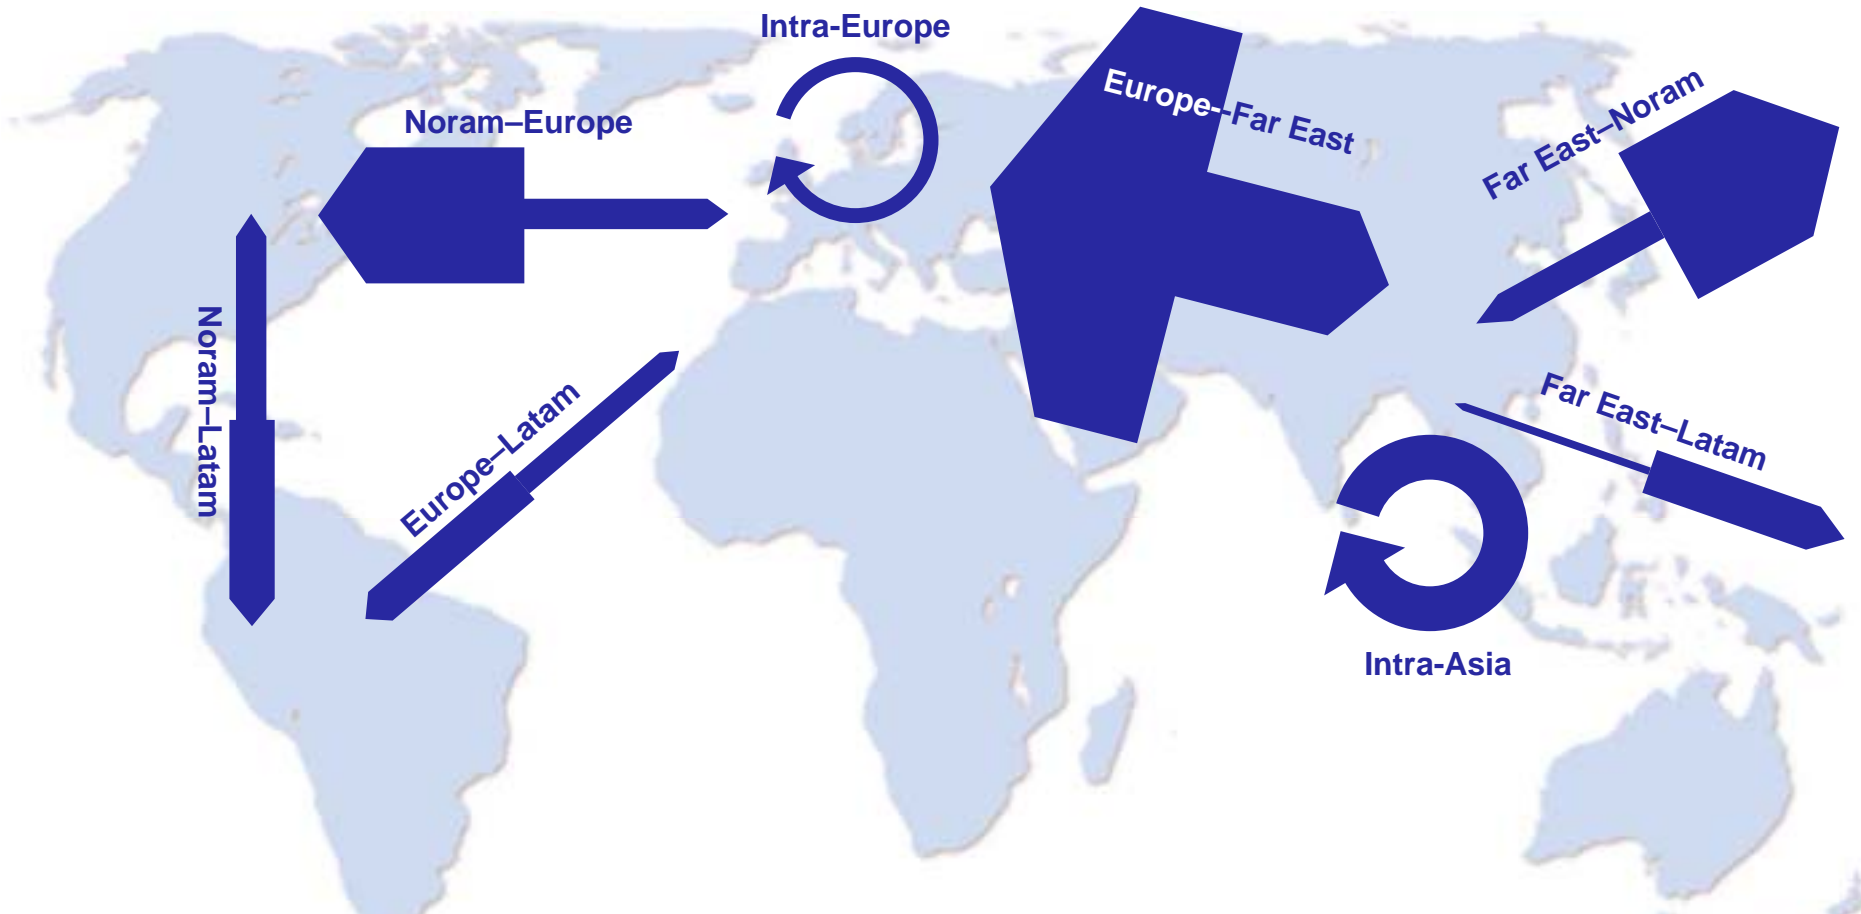 Intra-Europe
Noram–Europe
Europe--Far East
Far East–Noram
Noram–Latam
Europe–Latam
Far East–Latam
Intra-Asia